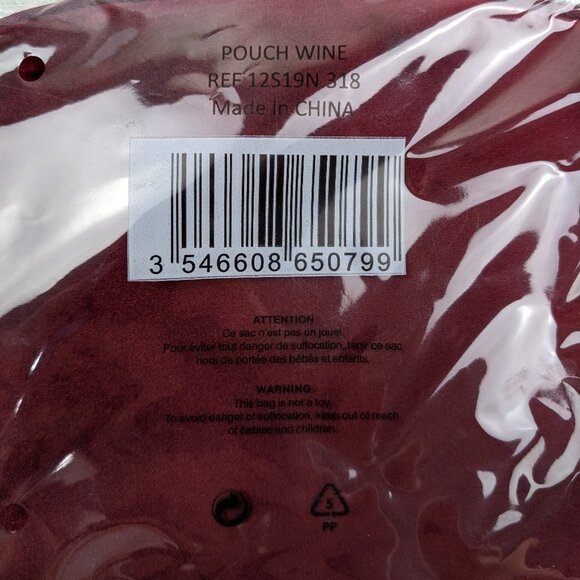 POUCH WINE
REF 12S19N 318
Made in CHINA
3 546608 650799
ATTENTION
Ce sac n'est pas un jouet.
Pour éviter tout danger de suffocation, tenir ce sac
hors de portée des bébés et enfants.
WARNING:
This bag is not a toy,
To avoid danger of suffocation, keep out of reach
of babies and children.
5
PP